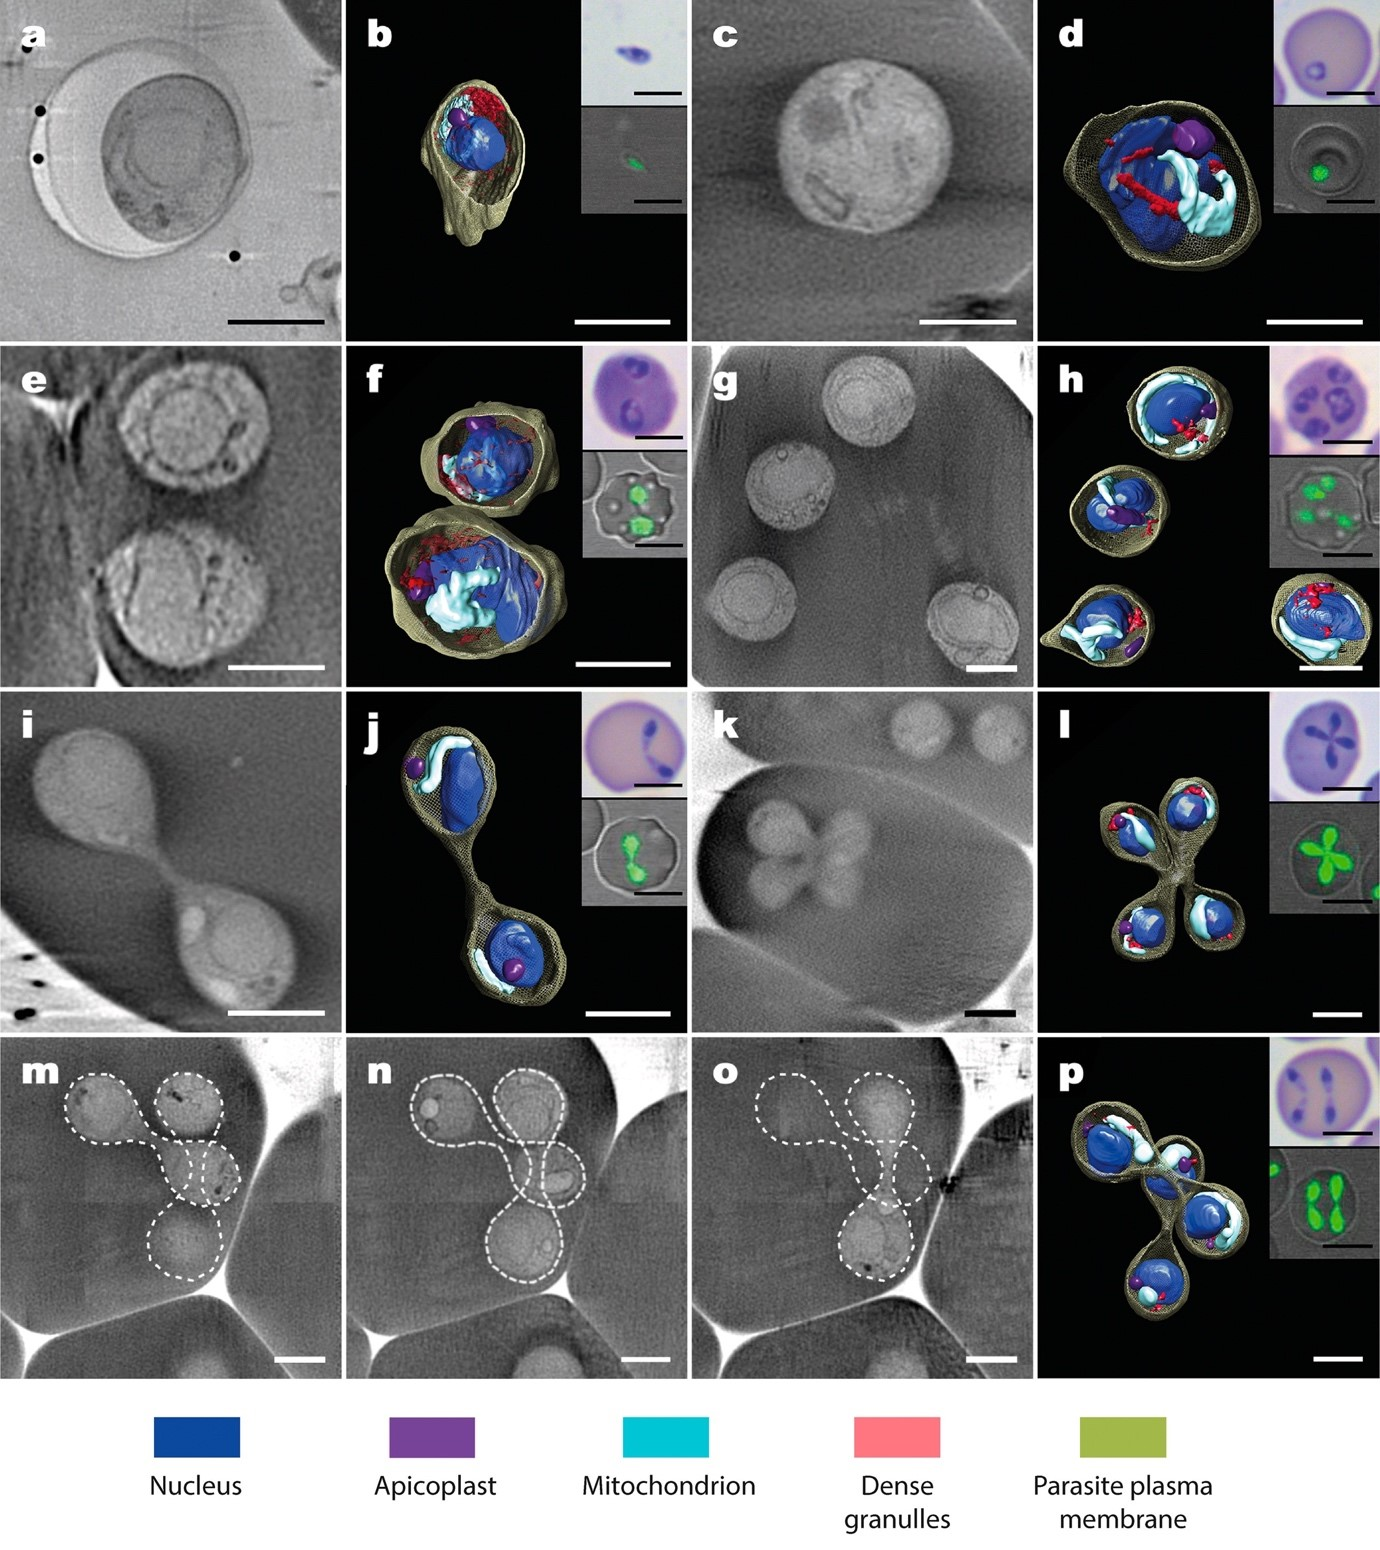 a
b
c
d
e
f
g
h
i
j
k
l
m
n
o
p
Nucleus
Apicoplast
Mitochondrion
Dense
granulles
Parasite plasma
membrane